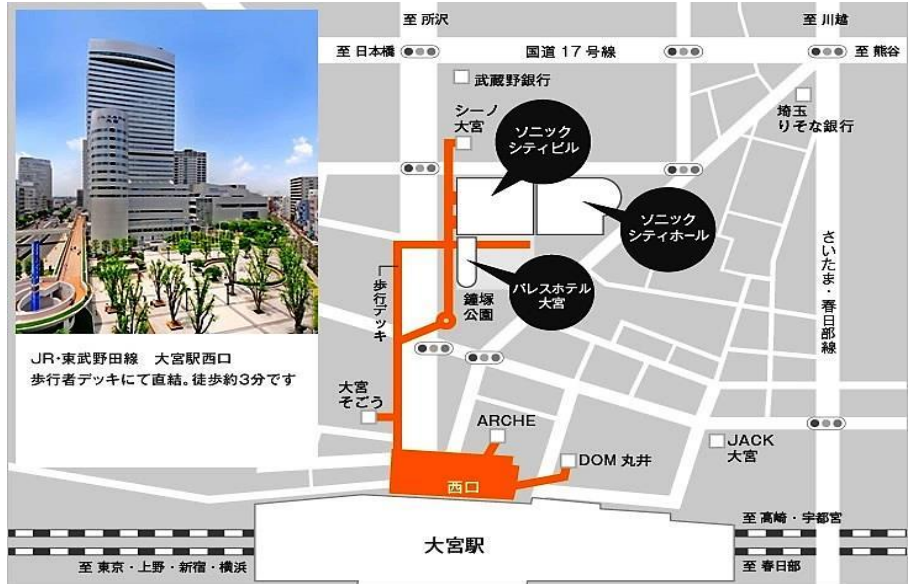 至 所沢
至 川越
至 日本橋
国道 17 号線
至 熊谷
武蔵野銀行
シーノ
大宮
ソニック
シティビル
埼玉
りそな銀行
ソニック
シティホール
さいたま・春日部線
パレスホテル
大宮
鐘塚
公園
歩行デッキ
JR・東武野田線 大宮駅西口
歩行者デッキにて直結。徒歩約3分です
大宮
そごう
ARCHE
DOM 丸井
JACK
大宮
西口
大宮駅
至 高崎・宇都宮
至 東京・上野・新宿・横浜
至 春日部